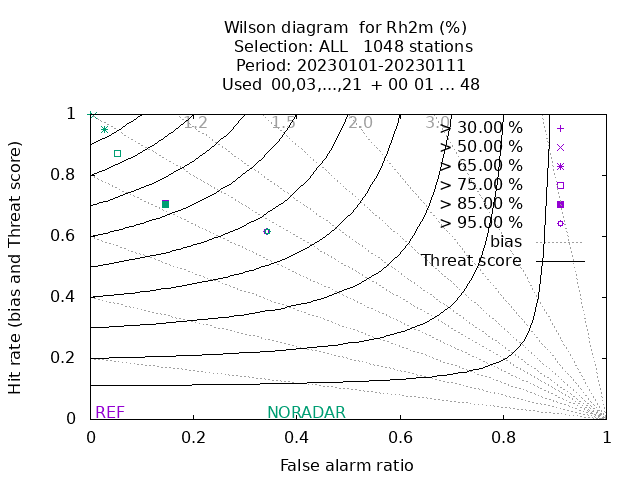 Wilson diagram  for Rh2m (%)
Selection: ALL   1048 stations
Period: 20230101-20230111
Used  00,03,...,21  + 00 01 ... 48
1.2 1.5 2.0 3.0
> 30.00 %
> 50.00 %
> 65.00 %
> 75.00 %
> 85.00 %
> 95.00 %
bias
Threat score
Hit rate (bias and Threat score)
1
0.8
0.6
0.4
0.2
0
REF NORADAR
0 0.2 0.4 0.6 0.8 1
False alarm ratio